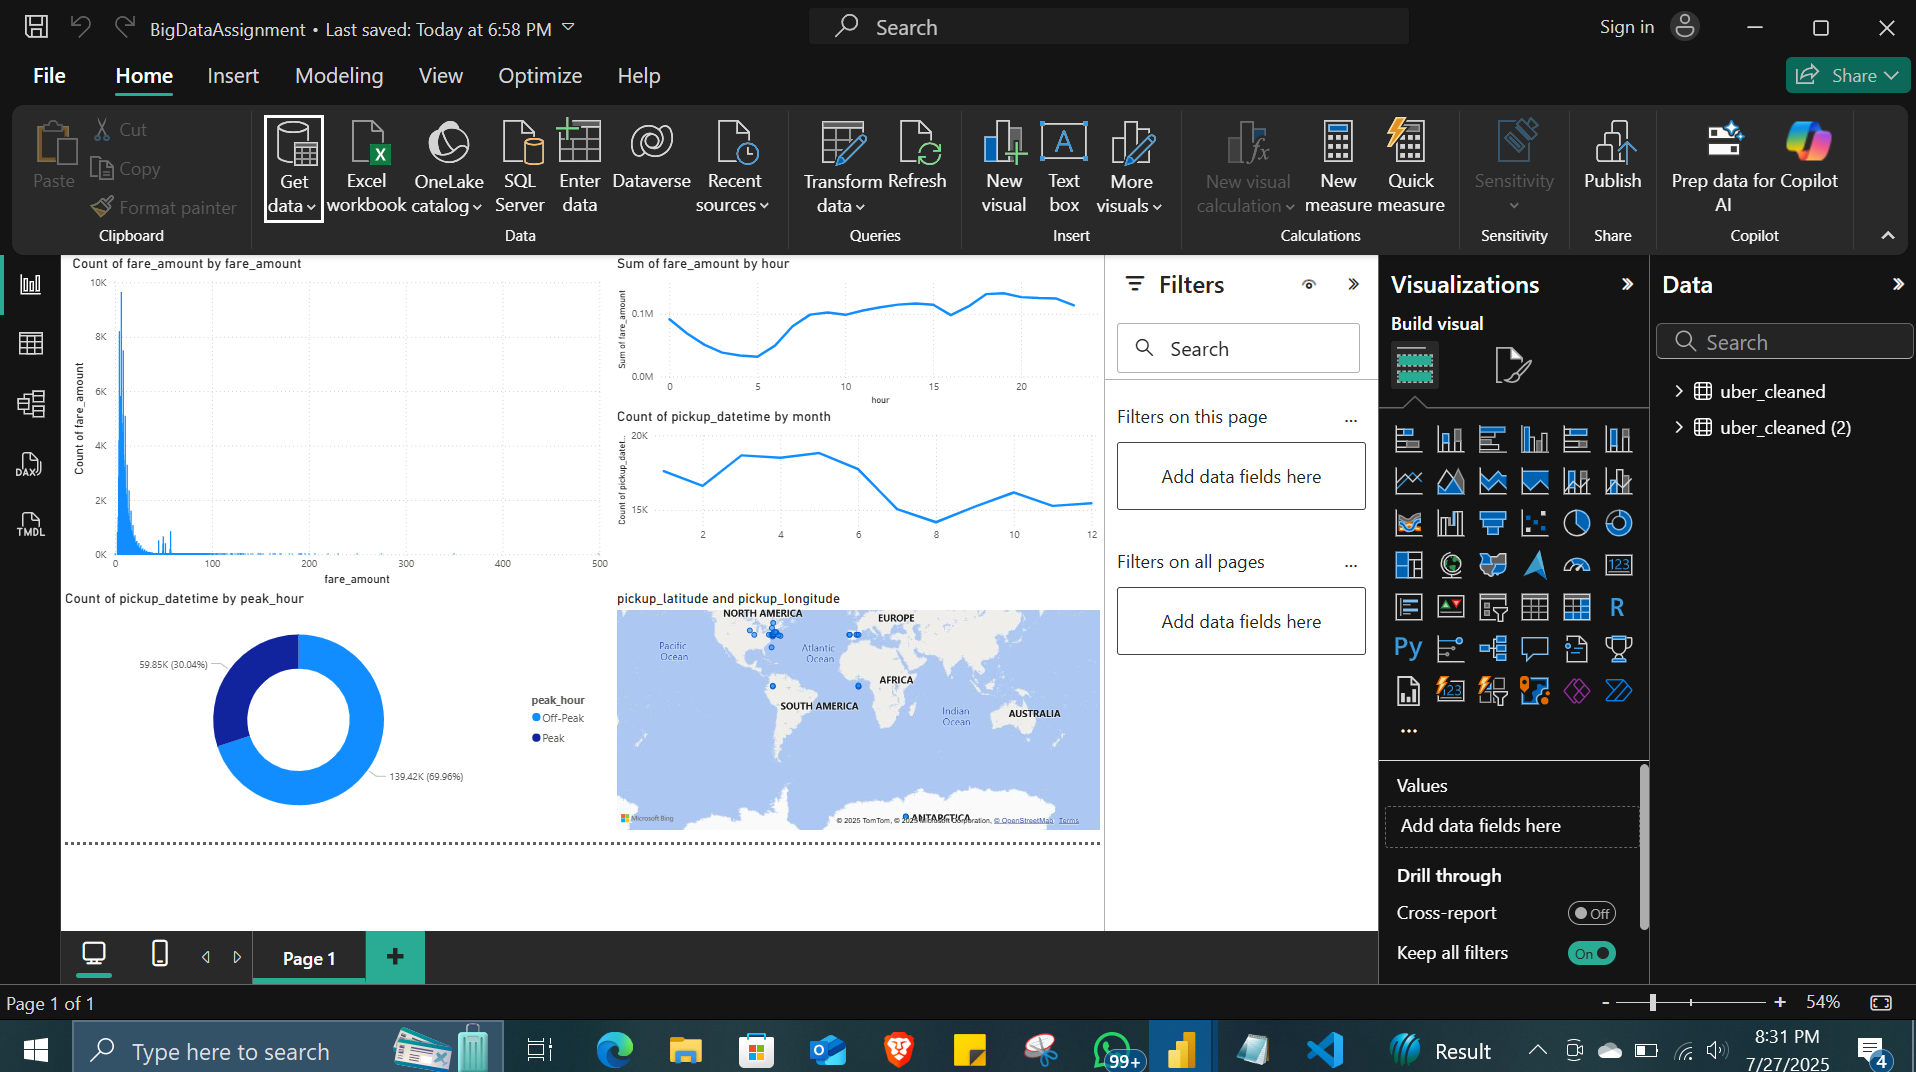 BigDataAssignment • Last saved: Today at 6:58 PM
Search
Sign in
File
Home
Insert
Modeling
View
Optimize
Help
Share
Paste
Cut
Copy
Format painter
Clipboard
Get data
Excel workbook
OneLake catalog
SQL Server
Enter data
Dataverse
Recent sources
Data
Transform data
Refresh
Queries
New visual
Text box
More visuals
Insert
New visual calculation
New measure
Quick measure
Calculations
Sensitivity
Sensitivity
Publish
Share
Prep data for AI
Copilot
Copilot
DAX
TMDL
Count of fare_amount by fare_amount
Count of fare_amount
10K
8K
6K
4K
2K
0K
0 100 200 300 400 500
fare_amount
Sum of fare_amount by hour
Sum of fare_amount
0.1M
0.0M
0 5 10 15 20
hour
Count of pickup_datetime by month
Count of pickup_datet...
20K
15K
2 4 6 8 10 12
Count of pickup_datetime by peak_hour
59.85K (30.04%)
139.42K (69.96%)
peak_hour
Off-Peak
Peak
pickup_latitude and pickup_longitude
NORTH AMERICA
EUROPE
Pacific Ocean
Atlantic Ocean
AFRICA
SOUTH AMERICA
Indian Ocean
AUSTRALIA
ANTARCTICA
Microsoft Bing
© 2025 TomTom, © 2025 Microsoft Corporation, © OpenStreetMap Terms
Filters
Search
Filters on this page
...
Add data fields here
Filters on all pages
...
Add data fields here
Visualizations
Build visual
123
R
Py
123
...
Values
Add data fields here
Drill through
Cross-report
Off
Keep all filters
On
Data
Search
uber_cleaned
uber_cleaned (2)
Page 1
+
Page 1 of 1
- + 54%
Type here to search
99+
Result
8:31 PM
7/27/2025
4